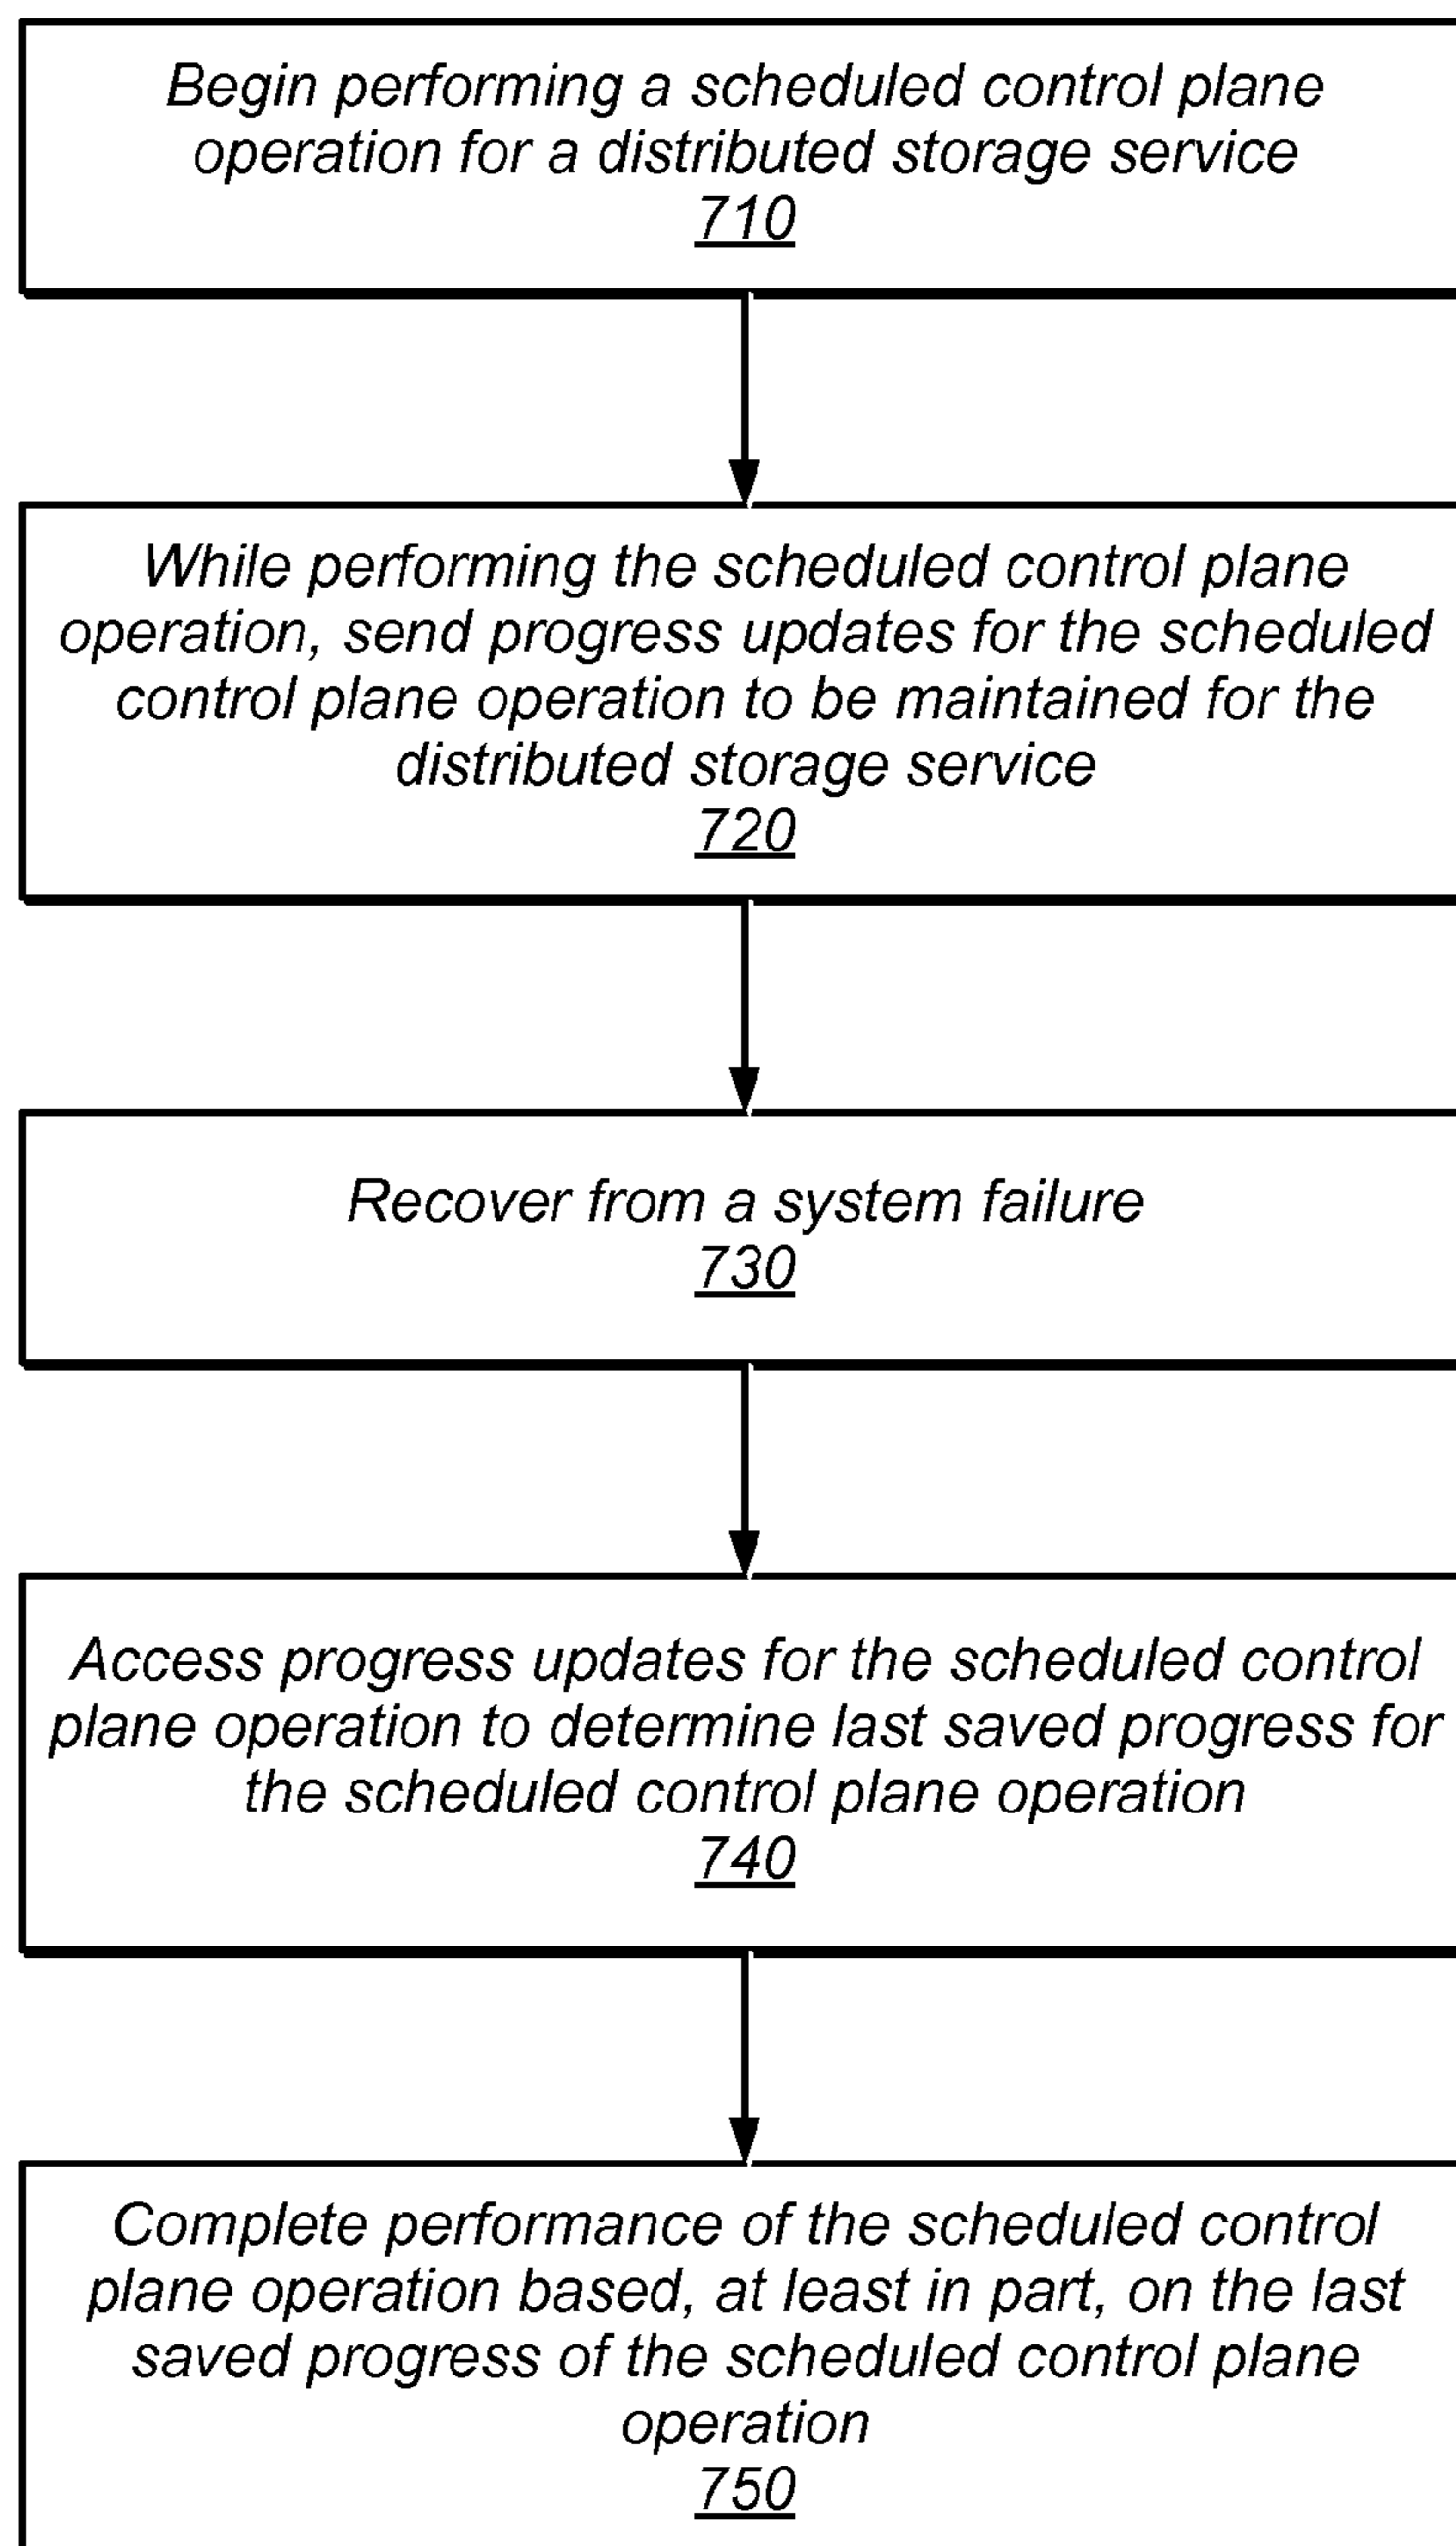 Begin performing a scheduled control plane
operation for a distributed storage service
710
While performing the scheduled control plane
operation, send progress updates for the scheduled
control plane operation to be maintained for the
distributed storage service
720
Recover from a system failure
730
Access progress updates for the scheduled control
plane operation to determine last saved progress for
the scheduled control plane operation
740
Complete performance of the scheduled control
plane operation based, at least in part, on the last
saved progress of the scheduled control plane
operation
750